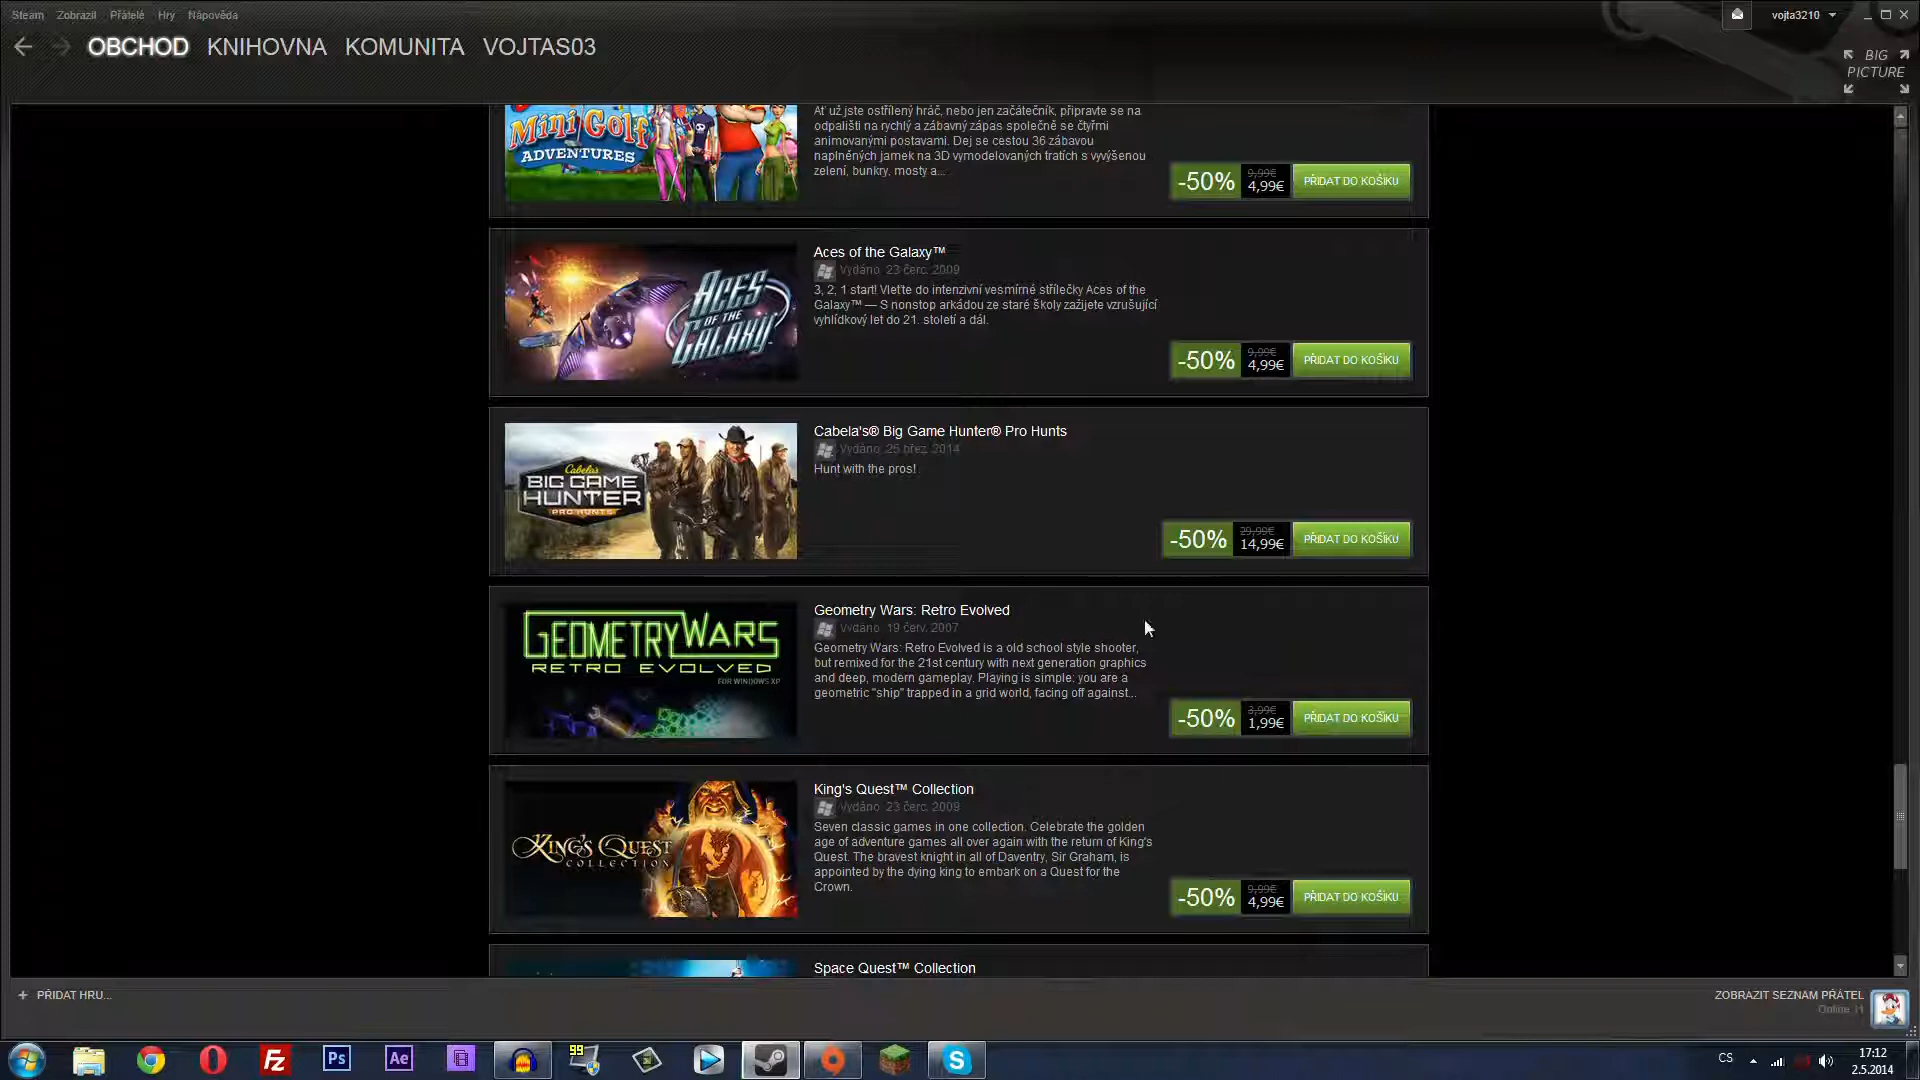 Steam Zobrazil Přátelé Hry Nápověda
vojta3210
OBCHOD KNIHOVNA KOMUNITA VOJTAS03
BIG
PICTURE
Mini Golf
ADVENTURES
Ať už jste ostřílený hráč, nebo jen začátečník, připravte se na
odpališti na rychlý a zábavný zápas společně se čtyřmi
animovanými postavami. Dej se cestou 36 zábavou
naplněných jamek na 3D vymodelovaných tratích s vyvýšenou
zelení, bunkry, mosty a...
-50% 9,99€ 4,99€ PŘIDAT DO KOŠÍKU
ACES
OF THE
GALAXY
Aces of the Galaxy™
Vydáno 23 čerc. 2009
3, 2, 1 start! Vleťte do intenzivní vesmírné střílečky Aces of the
Galaxy™ — S nonstop arkádou ze staré školy zažijete vzrušující
vyhlídkový let do 21. století a dál.
-50% 9,99€ 4,99€ PŘIDAT DO KOŠÍKU
Cabela's
BIG GAME
HUNTER
PRO HUNTS
Cabela's® Big Game Hunter® Pro Hunts
Vydáno 25 břez. 2014
Hunt with the pros!
-50% 29,99€ 14,99€ PŘIDAT DO KOŠÍKU
GEOMETRY WARS
RETRO EVOLVED
FOR WINDOWS XP
Geometry Wars: Retro Evolved
Vydáno 19 červ. 2007
Geometry Wars: Retro Evolved is a old school style shooter,
but remixed for the 21st century with next generation graphics
and deep, modern gameplay. Playing is simple: you are a
geometric "ship" trapped in a grid world, facing off against...
-50% 3,99€ 1,99€ PŘIDAT DO KOŠÍKU
KING'S QUEST
COLLECTION
King's Quest™ Collection
Vydáno 23 čerc. 2009
Seven classic games in one collection. Celebrate the golden
age of adventure games all over again with the return of King's
Quest. The bravest knight in all of Daventry, Sir Graham, is
appointed by the dying king to embark on a Quest for the
Crown.
-50% 9,99€ 4,99€ PŘIDAT DO KOŠÍKU
Space Quest™ Collection
+ PŘIDAT HRU...
ZOBRAZIT SEZNAM PŘÁTEL
Online
Fz Ps Ae 99 S
CS
17:12
2.5.2014